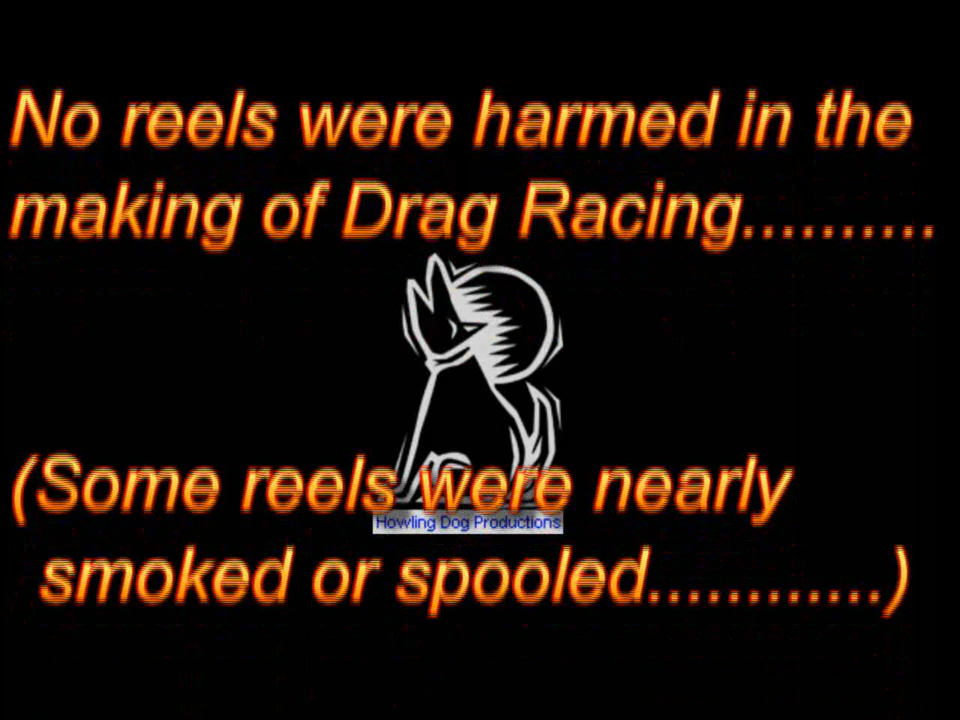 No reels were harmed in the
making of Drag Racing..........
(Some reels were nearly
Howling Dog Productions
smoked or spooled............)